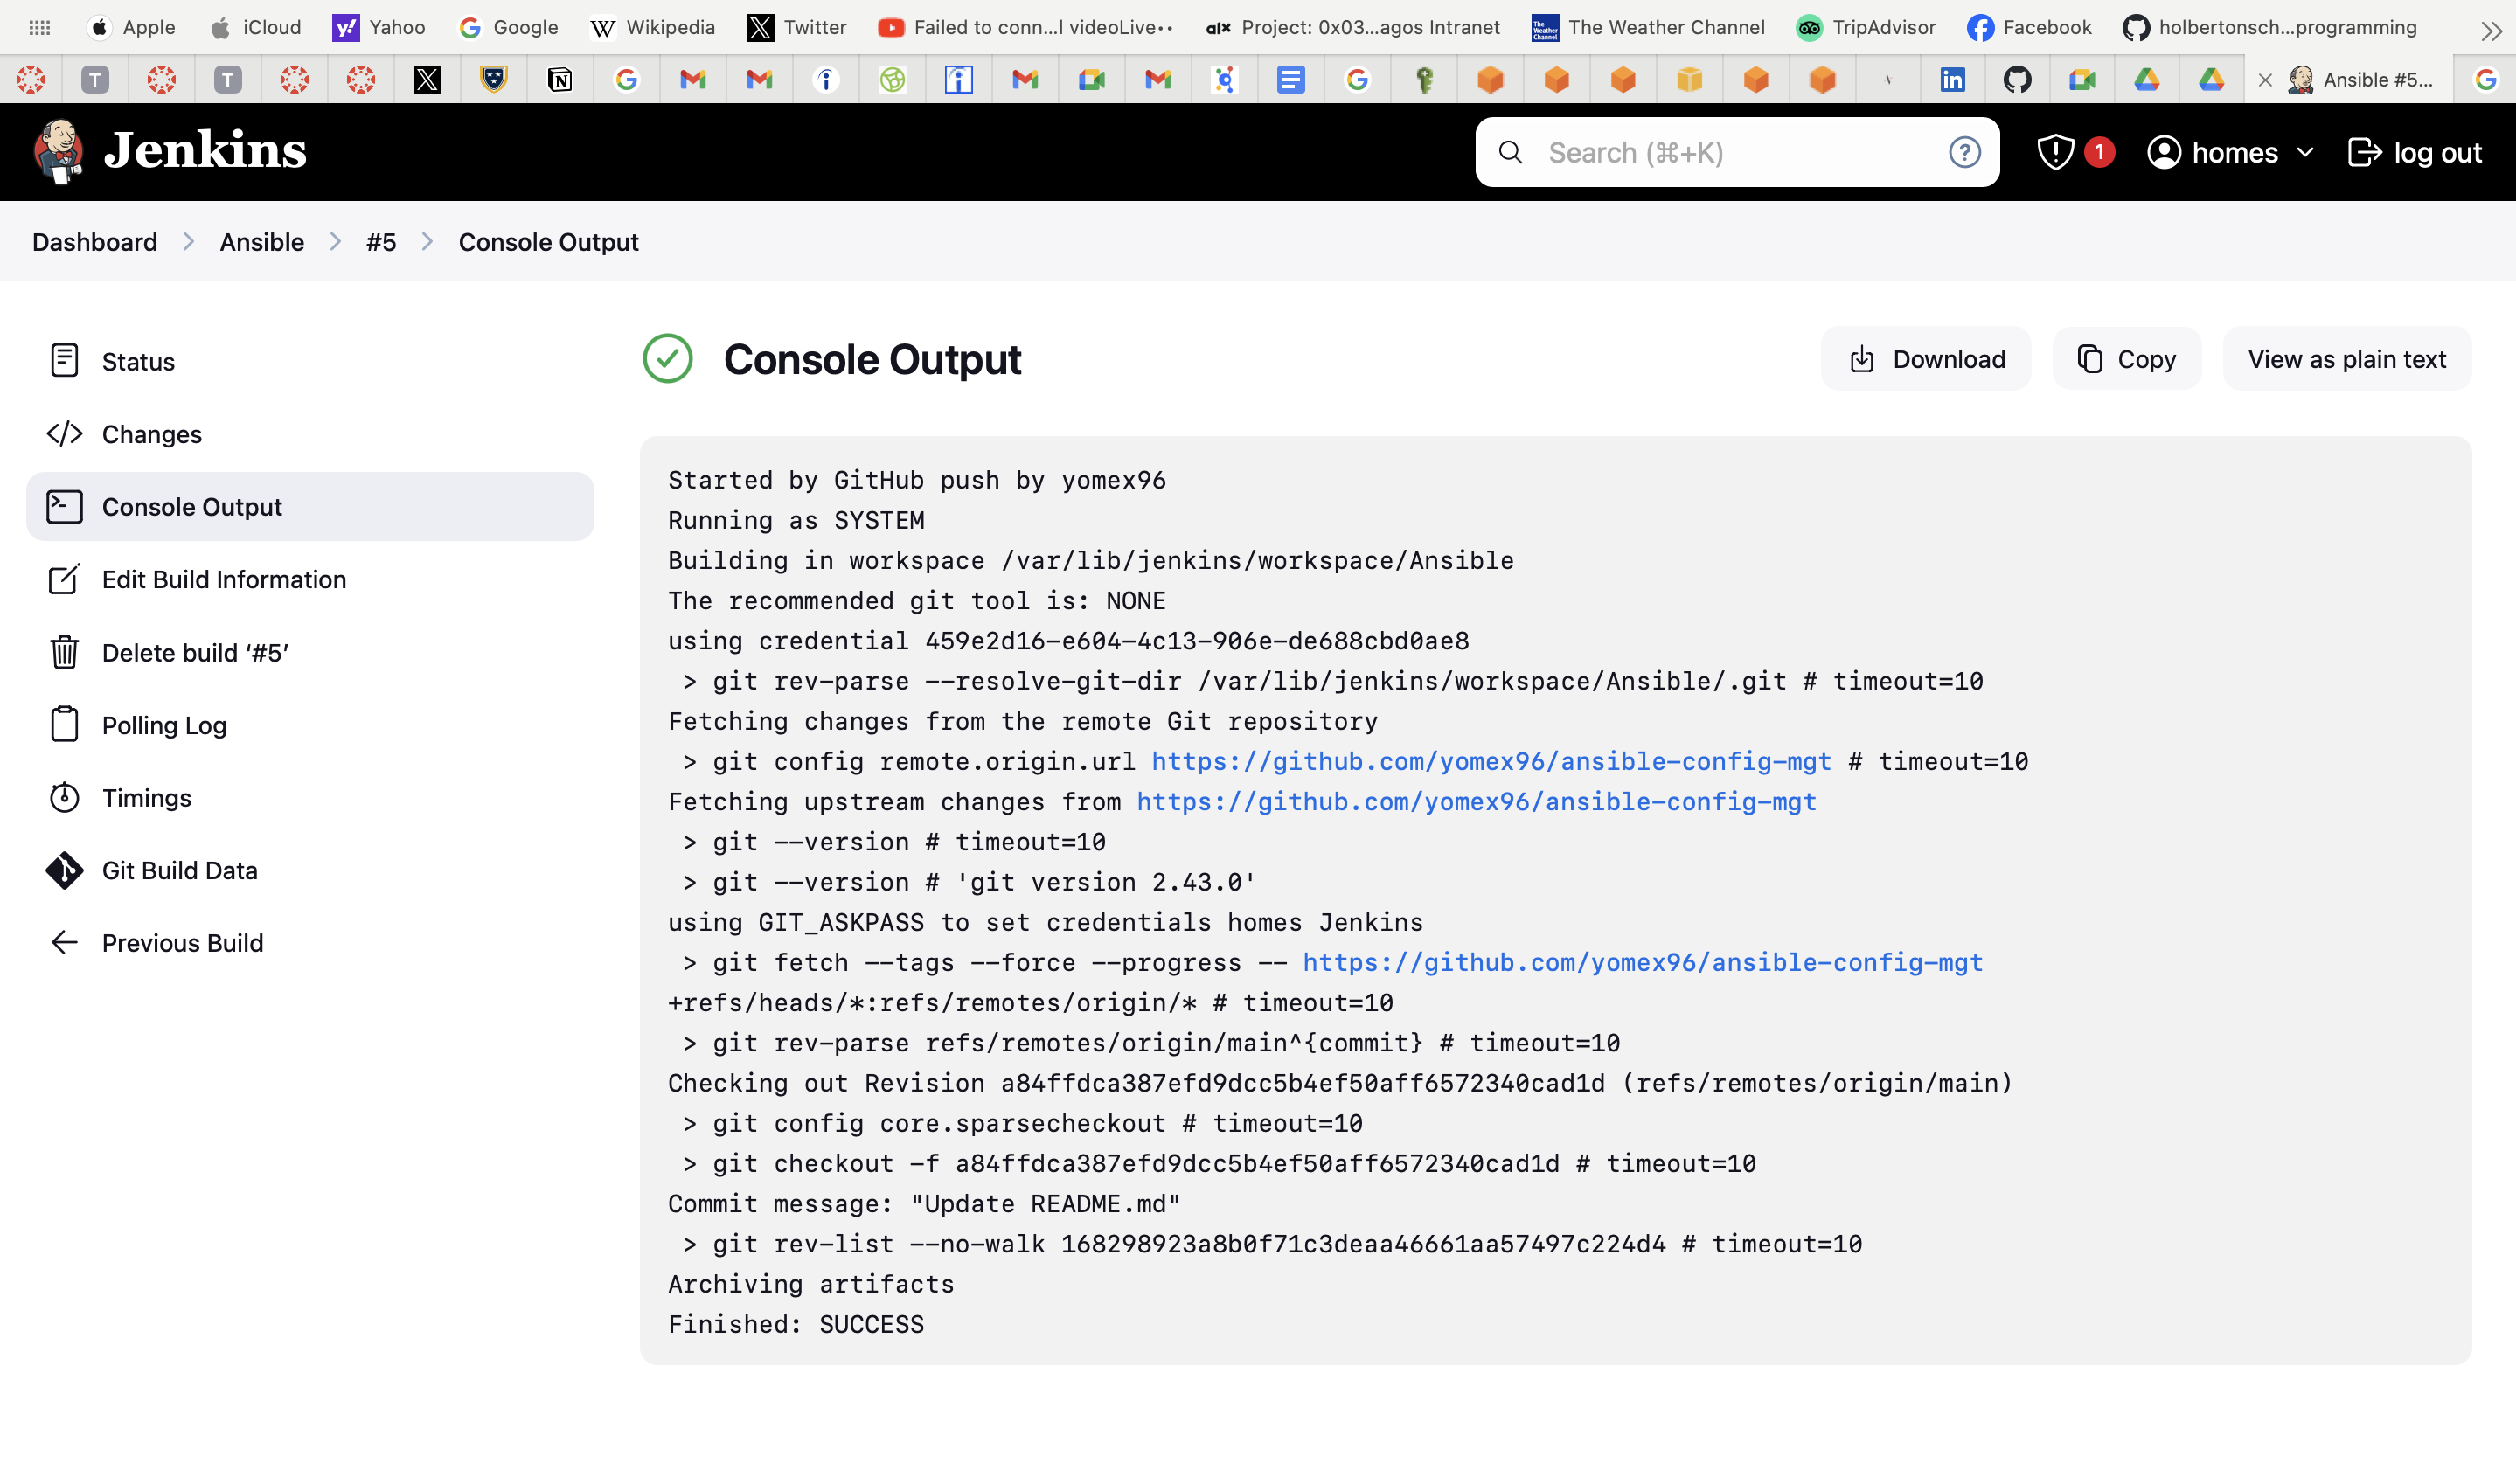 Apple iCloud Yahoo Google Wikipedia Twitter Failed to conn...l videoLive•• Project: 0x03...agos Intranet The Weather Channel TripAdvisor Facebook holbertonsch...programming
Ansible #5...
Jenkins
Search (⌘+K)
1
homes
log out
Dashboard > Ansible > #5 > Console Output
Status
Changes
Console Output
Edit Build Information
Delete build ‘#5’
Polling Log
Timings
Git Build Data
Previous Build
Console Output
Download
Copy
View as plain text
Started by GitHub push by yomex96
Running as SYSTEM
Building in workspace /var/lib/jenkins/workspace/Ansible
The recommended git tool is: NONE
using credential 459e2d16-e604-4c13-906e-de688cbd0ae8
> git rev-parse --resolve-git-dir /var/lib/jenkins/workspace/Ansible/.git # timeout=10
Fetching changes from the remote Git repository
> git config remote.origin.url https://github.com/yomex96/ansible-config-mgt # timeout=10
Fetching upstream changes from https://github.com/yomex96/ansible-config-mgt
> git --version # timeout=10
> git --version # 'git version 2.43.0'
using GIT_ASKPASS to set credentials homes Jenkins
> git fetch --tags --force --progress -- https://github.com/yomex96/ansible-config-mgt
+refs/heads/*:refs/remotes/origin/* # timeout=10
> git rev-parse refs/remotes/origin/main^{commit} # timeout=10
Checking out Revision a84ffdca387efd9dcc5b4ef50aff6572340cad1d (refs/remotes/origin/main)
> git config core.sparsecheckout # timeout=10
> git checkout -f a84ffdca387efd9dcc5b4ef50aff6572340cad1d # timeout=10
Commit message: "Update README.md"
> git rev-list --no-walk 168298923a8b0f71c3deaa46661aa57497c224d4 # timeout=10
Archiving artifacts
Finished: SUCCESS